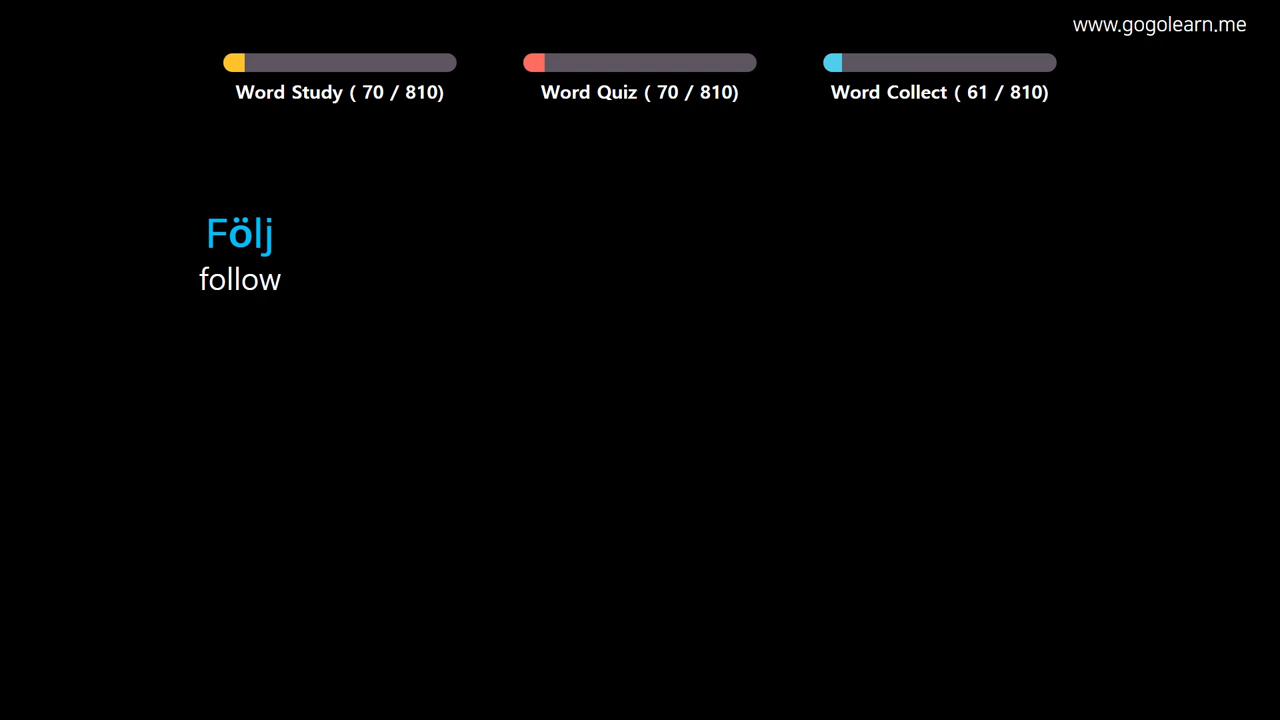 www.gogolearn.me
Word Study ( 70 / 810)
Word Quiz ( 70 / 810)
Word Collect ( 61 / 810)
Följ
follow